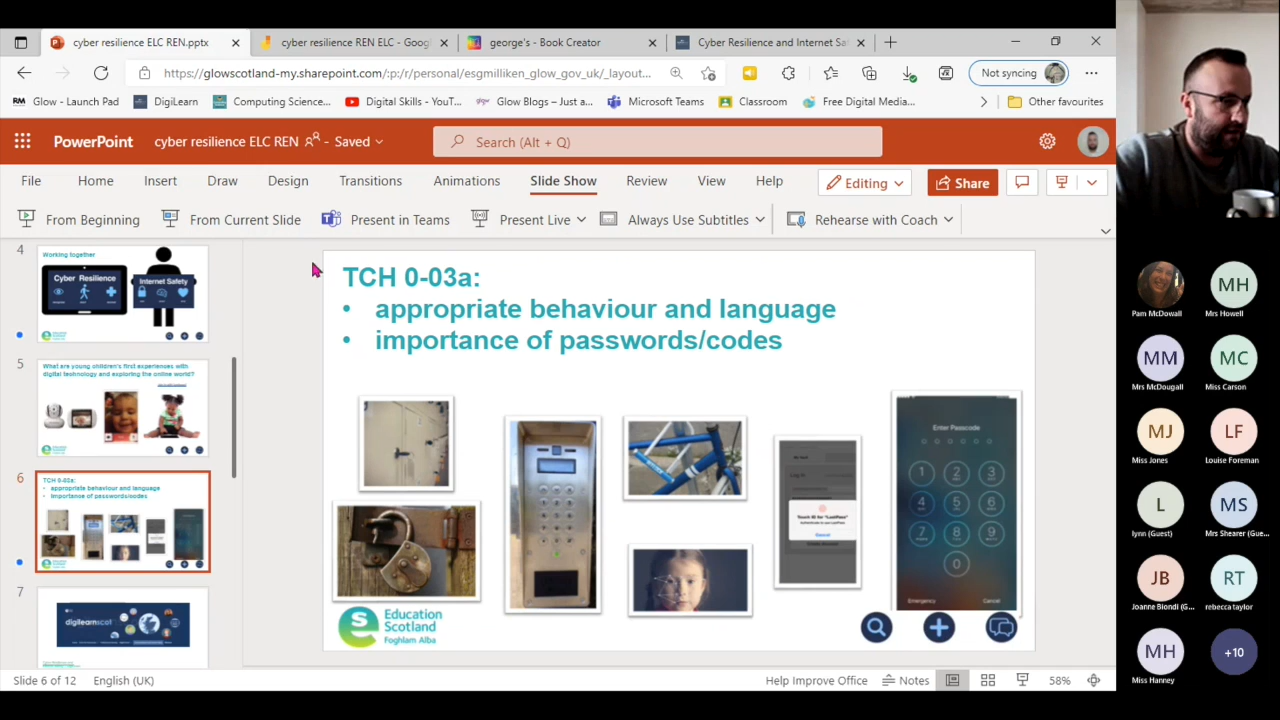 cyber resilience ELC REN.pptx
cyber resilience REN ELC - Goog
george's - Book Creator
Cyber Resilience and Internet Sa
https://glowscotland-my.sharepoint.com/:p:/r/personal/esgmilliken_glow_gov_uk/_layout...
Not syncing
Glow - Launch Pad
DigiLearn
Computing Science...
Digital Skills - YouT...
Glow Blogs – Just a...
Microsoft Teams
Classroom
Free Digital Media...
Other favourites
PowerPoint
cyber resilience ELC REN - Saved
Search (Alt + Q)
File Home Insert Draw Design Transitions Animations Slide Show Review View Help
Editing
Share
From Beginning
From Current Slide
Present in Teams
Present Live
Always Use Subtitles
Rehearse with Coach
4
Working together
Cyber Resilience
Internet Safety
5
What are young children's first experiences with
digital technology and exploring the online world?
6
TCH 0-03a:
• appropriate behaviour and language
• importance of passwords/codes
7
digilearnscot
TCH 0-03a:
• appropriate behaviour and language
• importance of passwords/codes
Log In
Touch ID for "LastPass"
Cancel
Enter Passcode
1 2 3
4 5 6
7 8 9
0
Emergency
Cancel
Education
Scotland
Foghlam Alba
Slide 6 of 12
English (UK)
Help Improve Office
Notes
58%
Pam McDowall
MH
Mrs Howell
MM
Mrs McDougall
MC
Miss Carson
MJ
Miss Jones
LF
Louise Foreman
L
lynn (Guest)
MS
Mrs Shearer (Gue...
JB
Joanne Biondi (G...
RT
rebecca taylor
MH
Miss Hanney
+10